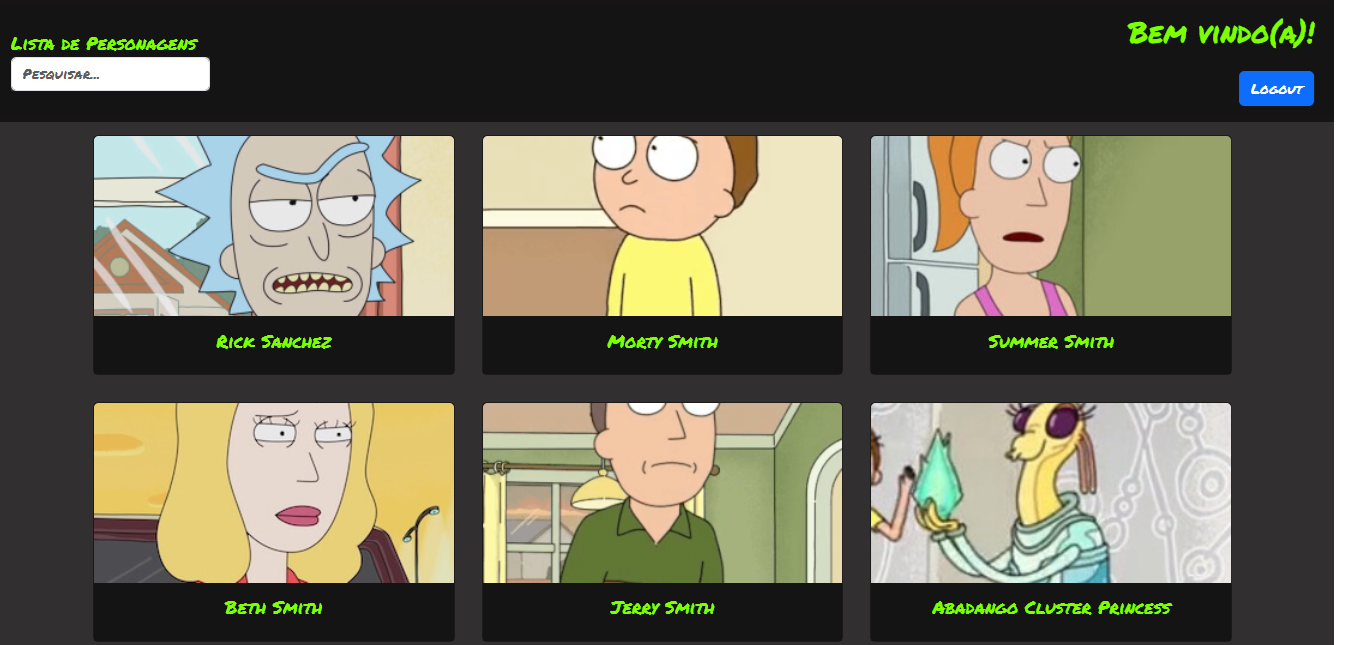 Bem vindo(a)!
Lista de Personagens
Pesquisar...
Logout
Rick Sanchez
Morty Smith
Summer Smith
Beth Smith
Jerry Smith
Abadango Cluster Princess